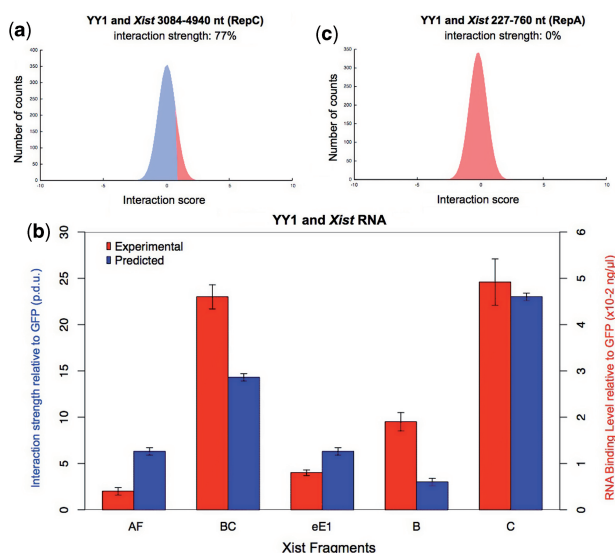 (a)
YY1 and Xist 3084-4940 nt (RepC)
interaction strength: 77%
Number of counts
400
350
300
250
200
150
100
50
0
-10
-5
0
5
10
Interaction score
(c)
YY1 and Xist 227-760 nt (RepA)
interaction strength: 0%
Number of counts
350
300
250
200
150
100
50
0
-10
-5
0
5
10
Interaction score
(b)
YY1 and Xist RNA
Experimental
Predicted
Interaction strength relative to GFP (p.d.u.)
30
25
20
15
10
5
0
RNA Binding Level relative to GFP (x10-2 ng/µl)
6
5
4
3
2
1
0
AF
BC
eE1
B
C
Xist Fragments